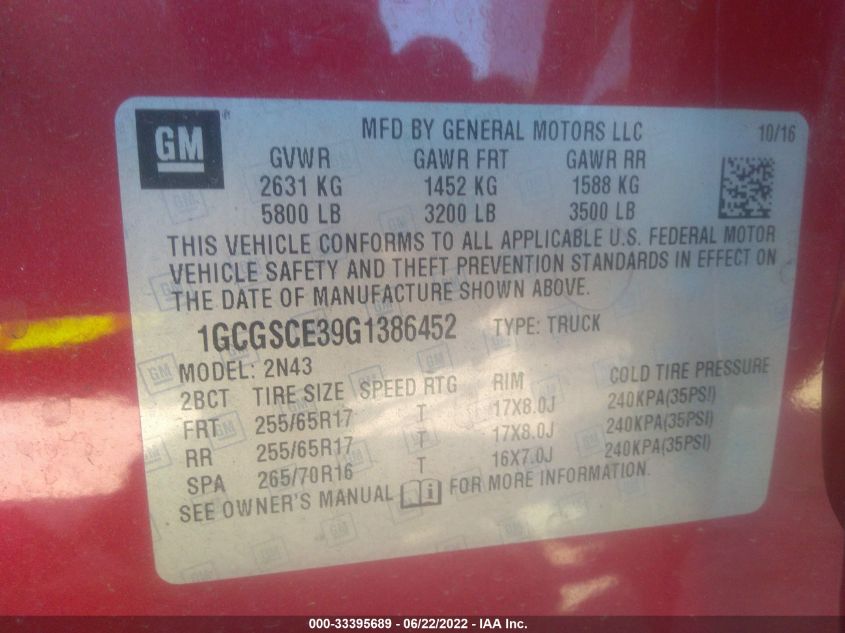 GM
MFD BY GENERAL MOTORS LLC 10/16
GVWR GAWR FRT GAWR RR
2631 KG 1452 KG 1588 KG
5800 LB 3200 LB 3500 LB
THIS VEHICLE CONFORMS TO ALL APPLICABLE U.S. FEDERAL MOTOR
VEHICLE SAFETY AND THEFT PREVENTION STANDARDS IN EFFECT ON
THE DATE OF MANUFACTURE SHOWN ABOVE.
1GCGSCE39G1386452 TYPE: TRUCK
MODEL: 2N43
2BCT TIRE SIZE SPEED RTG RIM COLD TIRE PRESSURE
FRT 255/65R17 T 17X8.0J 240KPA(35PSI)
RR 255/65R17 T 17X8.0J 240KPA(35PSI)
SPA 265/70R16 T 16X7.0J 240KPA(35PSI)
SEE OWNER'S MANUAL FOR MORE INFORMATION.
000-33395689 - 06/22/2022 - IAA Inc.